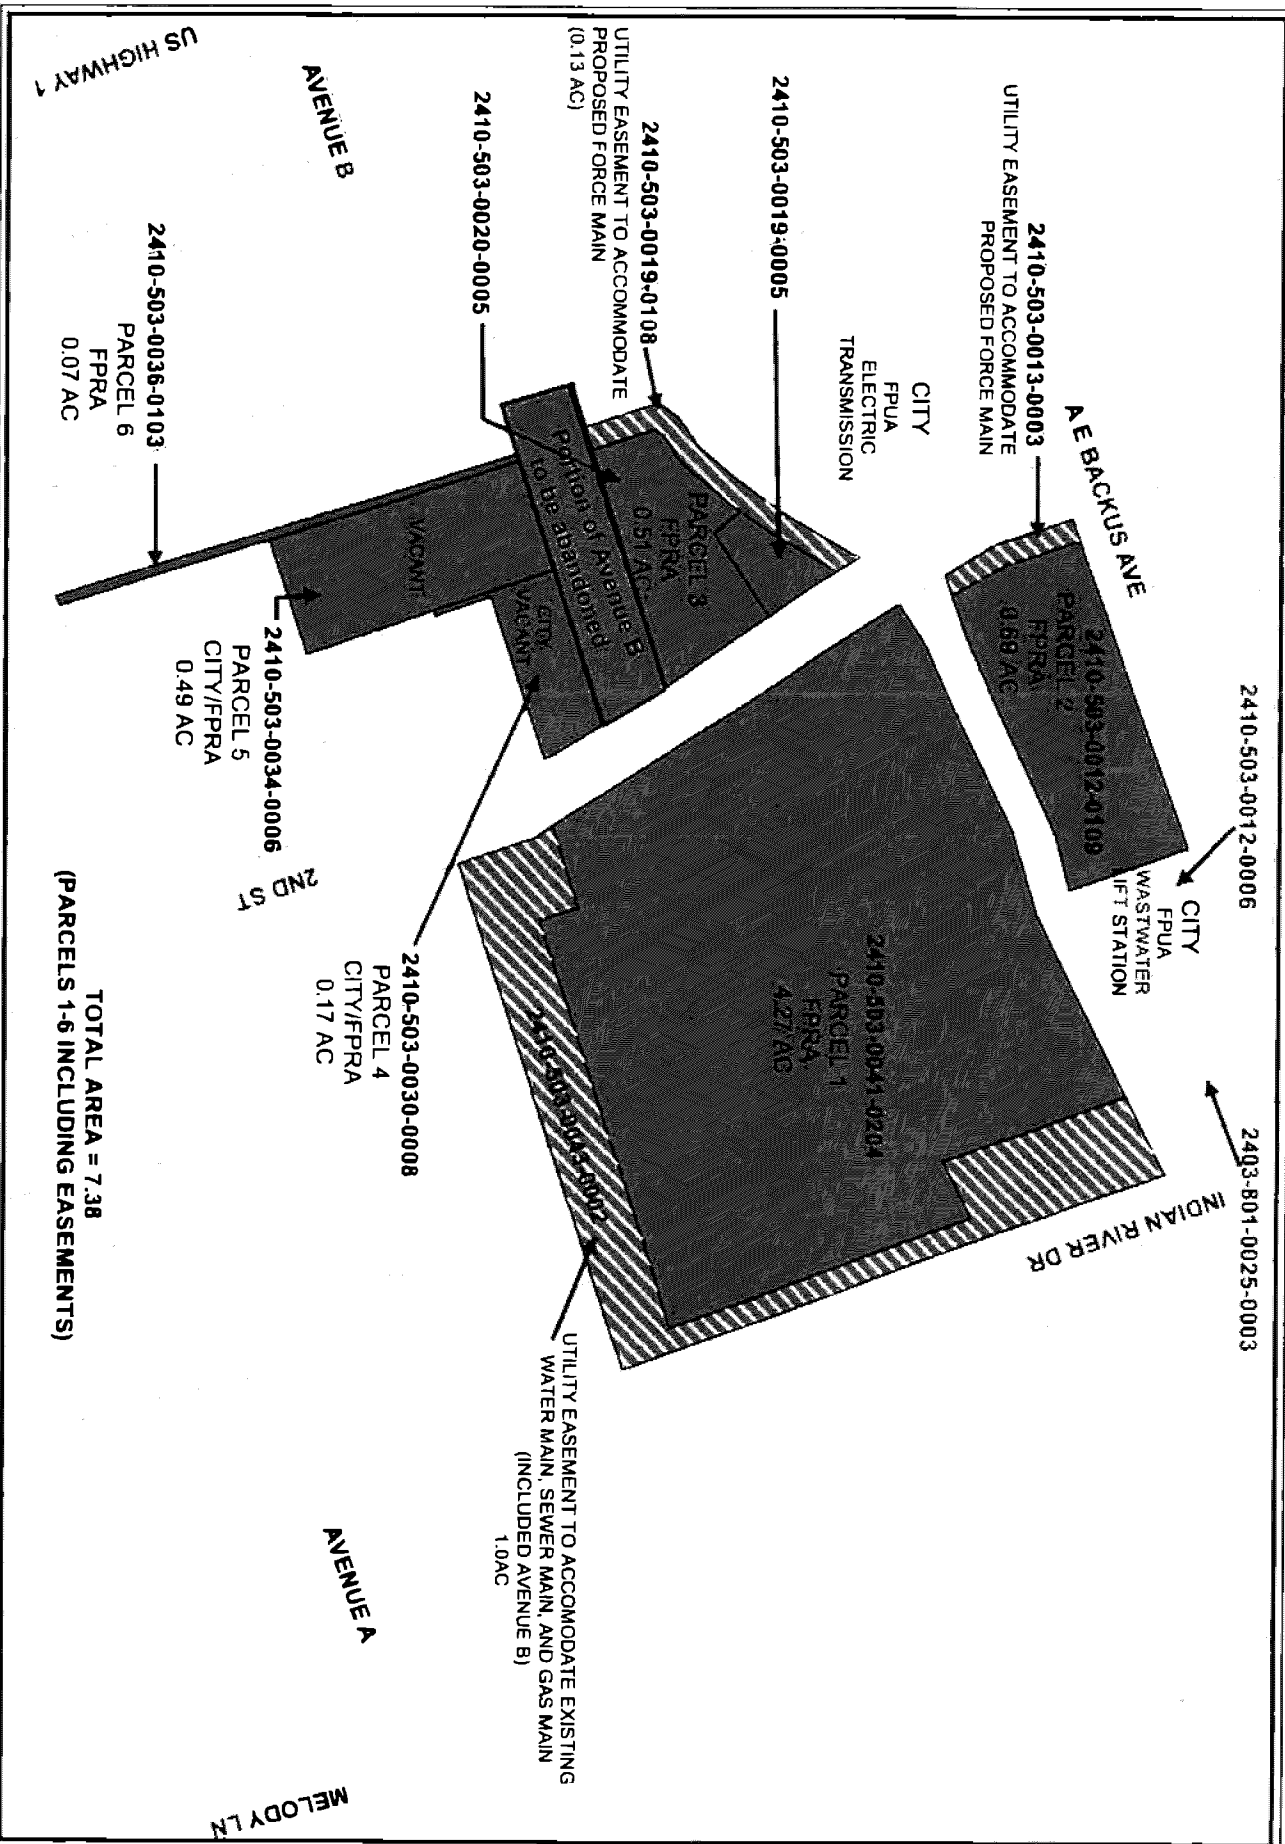 2410-503-0012-0006
2403-801-0025-0003
CITY
FPUA
WASTWATER
IFT STATION
INDIAN RIVER DR
A E BACKUS AVE
2410-503-0013-0003
UTILITY EASEMENT TO ACCOMMODATE
PROPOSED FORCE MAIN
2410-503-0012-0109
PARCEL 2
FPRA
0.69 AC
CITY
FPUA
ELECTRIC
TRANSMISSION
2410-503-0019-0005
2410-503-0019-0108
UTILITY EASEMENT TO ACCOMMODATE
PROPOSED FORCE MAIN
(0.13 AC)
PARCEL 3
FPRA
0.51 AC
2410-503-0041-0204
PARCEL 1
FPRA
4.27 AC
2410-503-0020-0005
Portion of Avenue B
to be abandoned
CITY
VACANT
VACANT
UTILITY EASEMENT TO ACCOMODATE EXISTING
WATER MAIN, SEWER MAIN, AND GAS MAIN
(INCLUDED AVENUE B)
1.0AC
AVENUE B
US HIGHWAY 1
2410-503-0036-0103
PARCEL 6
FPRA
0.07 AC
2410-503-0034-0006
PARCEL 5
CITY/FPRA
0.49 AC
2ND ST
2410-503-0030-0008
PARCEL 4
CITY/FPRA
0.17 AC
AVENUE A
MELODY LN
TOTAL AREA = 7.38
(PARCELS 1-6 INCLUDING EASEMENTS)